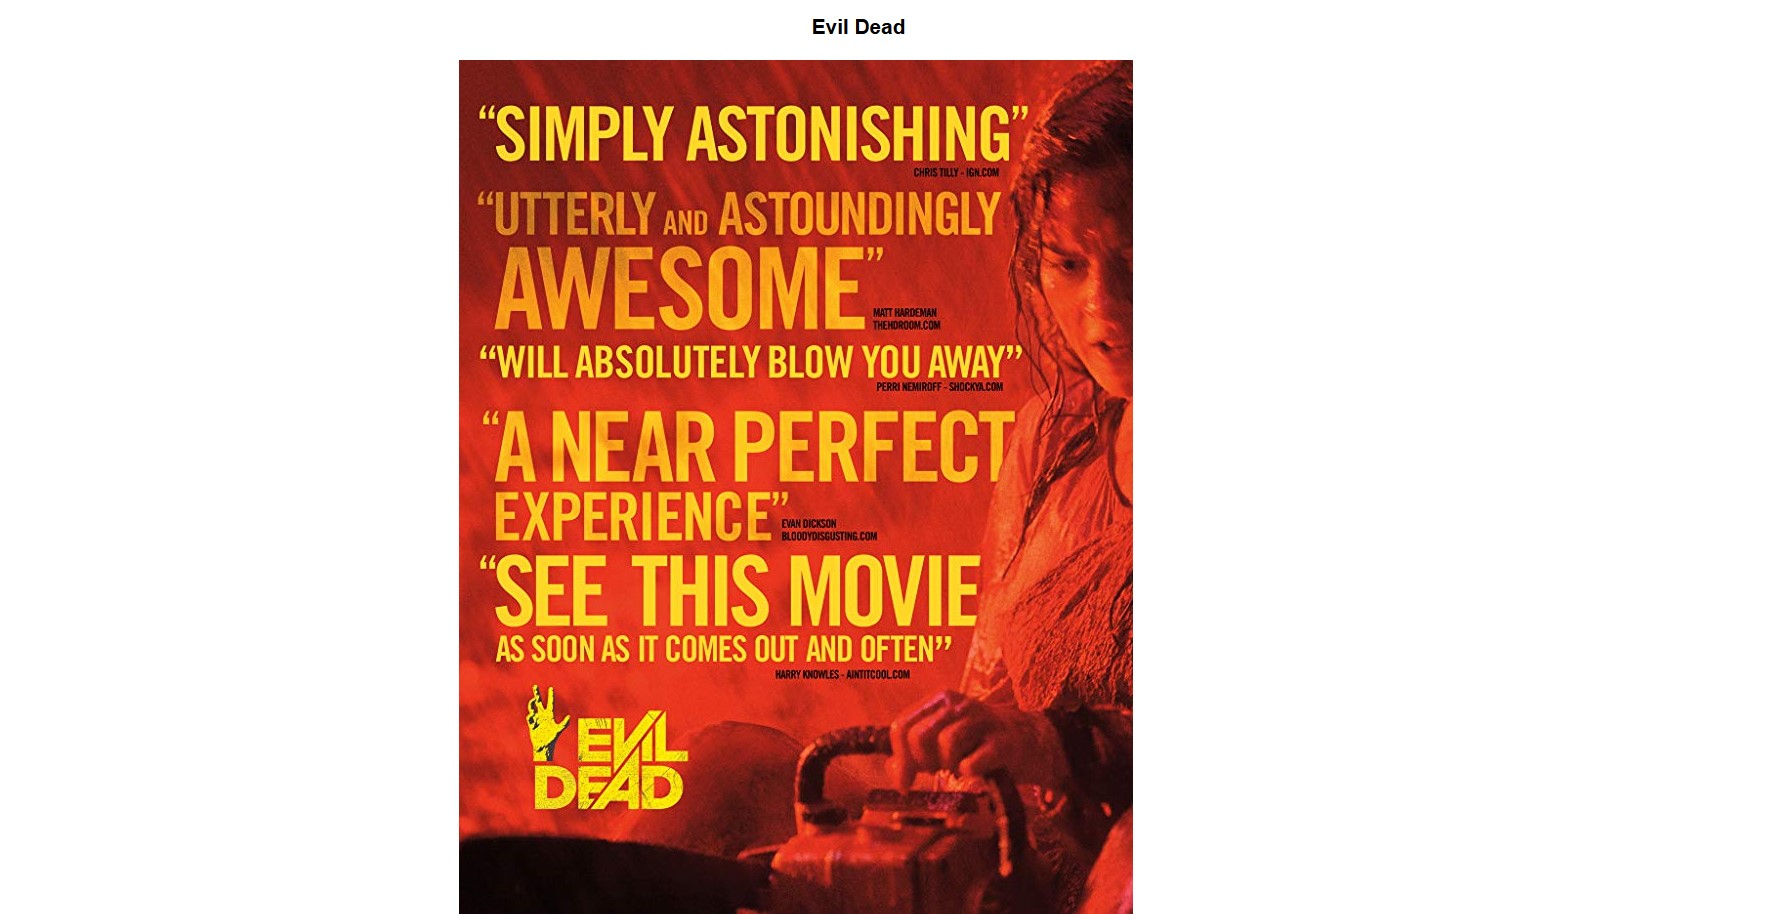 Evil Dead
“SIMPLY ASTONISHING”
CHRIS TILLY - IGN.COM
“UTTERLY AND ASTOUNDINGLY
AWESOME”
MATT HARDEMAN
THEHDROOM.COM
“WILL ABSOLUTELY BLOW YOU AWAY”
PERRI NEMIROFF - SHOCKYA.COM
“A NEAR PERFECT
EXPERIENCE”
EVAN DICKSON
BLOODYDISGUSTING.COM
“SEE THIS MOVIE
AS SOON AS IT COMES OUT AND OFTEN”
HARRY KNOWLES - AINTITCOOL.COM
EVIL
DEAD